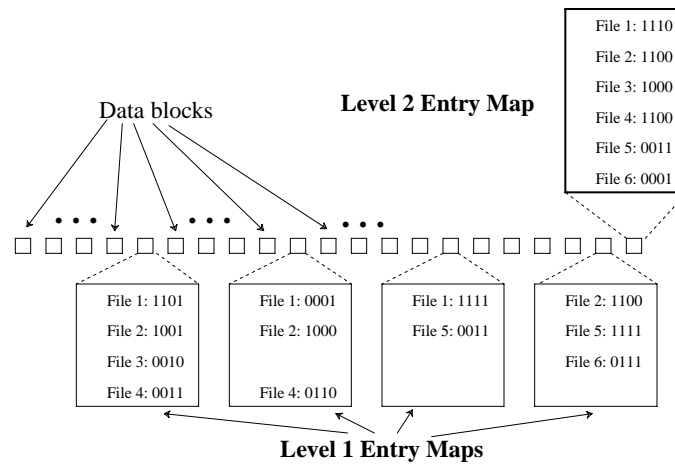 File 1: 1110
File 2: 1100
File 3: 1000
File 4: 1100
File 5: 0011
File 6: 0001
Level 2 Entry Map
Data blocks
File 1: 1101
File 2: 1001
File 3: 0010
File 4: 0011
File 1: 0001
File 2: 1000
File 4: 0110
File 1: 1111
File 5: 0011
File 2: 1100
File 5: 1111
File 6: 0111
Level 1 Entry Maps